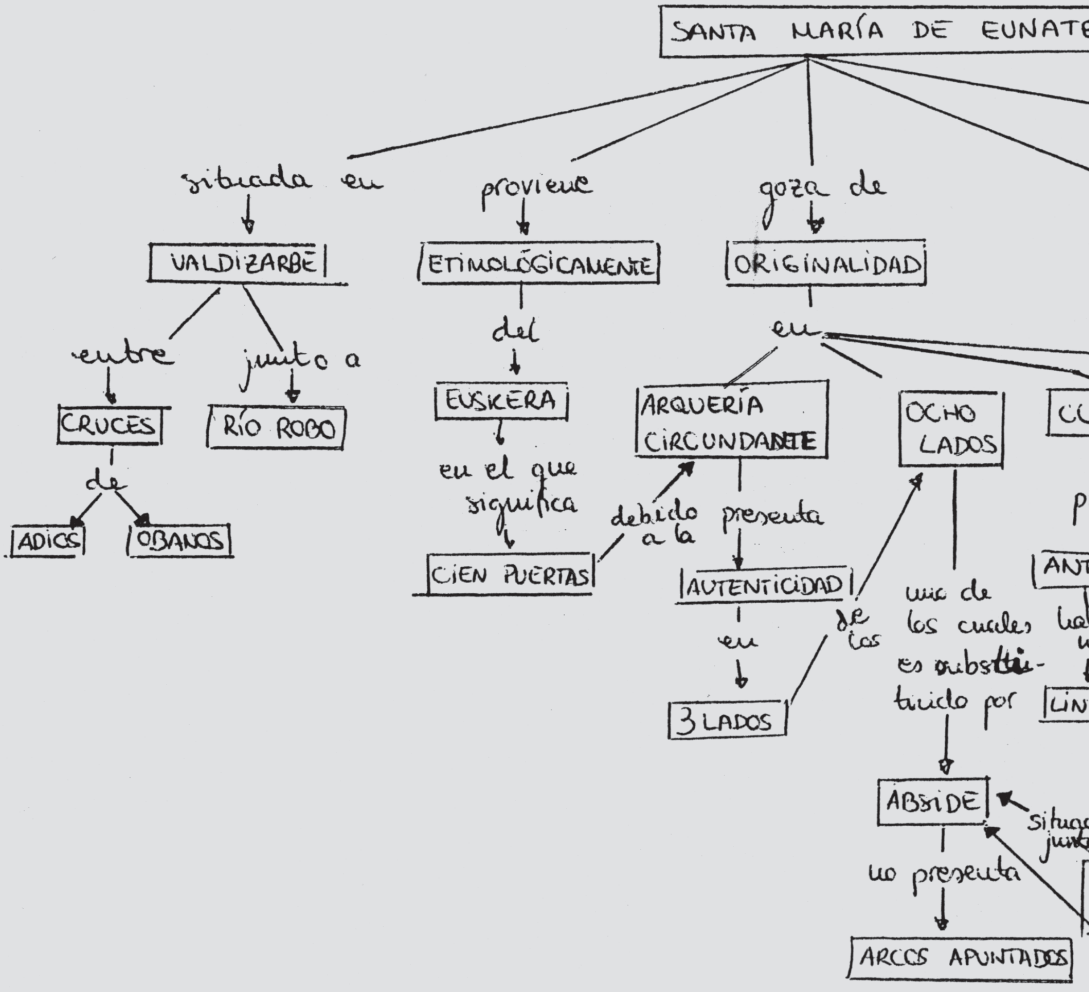 SANTA MARÍA DE EUNATE
situada en
proviene
goza de
VALDIZARBE
ETIMOLÓGICAMENTE
ORIGINALIDAD
entre
junto a
del
en
CRUCES
RÍO ROBO
EUSKERA
ARQUERÍA
CIRCUNDANTE
OCHO
LADOS
de
en el que
significa
debido
a la
presenta
ADIOS
OBANOS
CIEN PUERTAS
AUTENTICIDAD
de
los
uno de
los cuales
es substi-
tuido por
en
3 LADOS
ABSIDE
no presenta
ARCOS APUNTADOS